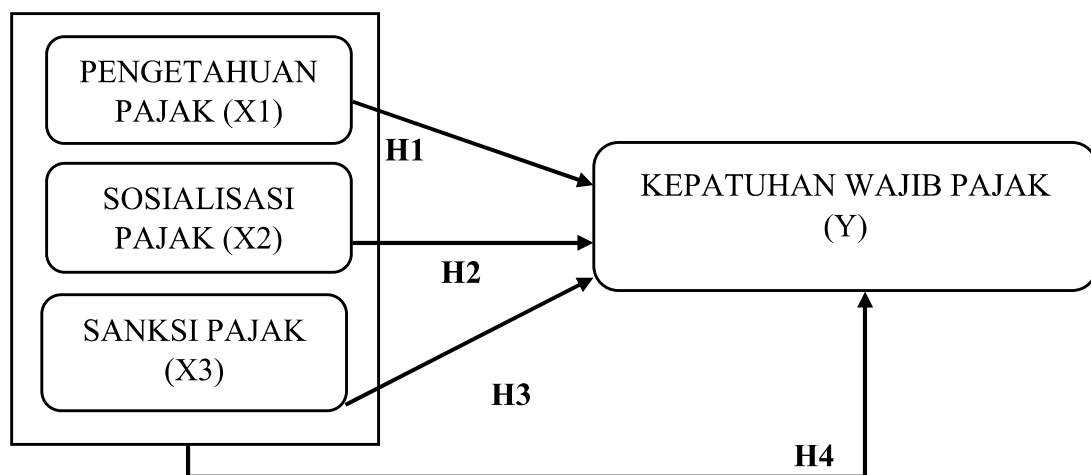 PENGETAHUAN
PAJAK (X1)
H1
SOSIALISASI
PAJAK (X2)
KEPATUHAN WAJIB PAJAK
(Y)
H2
SANKSI PAJAK
(X3)
H3
H4